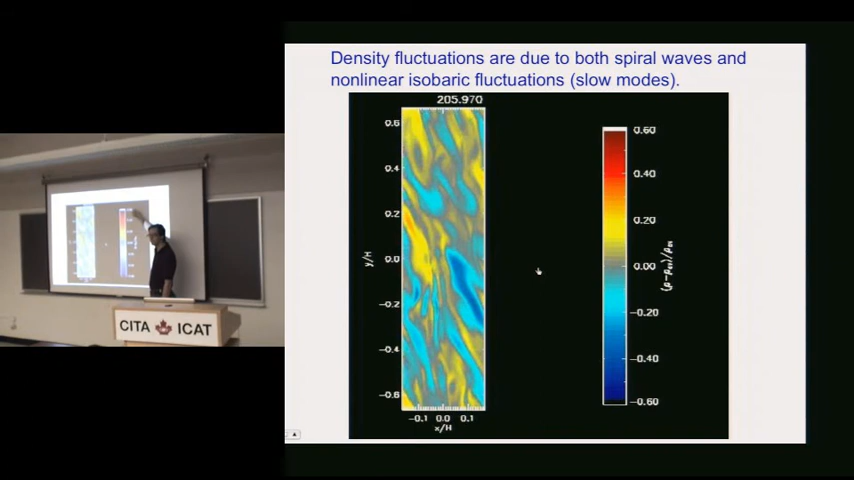 Density fluctuations are due to both spiral waves and
nonlinear isobaric fluctuations (slow modes).
205.970
0.6
0.4
0.2
0.0
-0.2
-0.4
-0.6
y/H
-0.1 0.0 0.1
x/H
0.60
0.40
0.20
0.00
-0.20
-0.40
-0.60
CITA ICAT